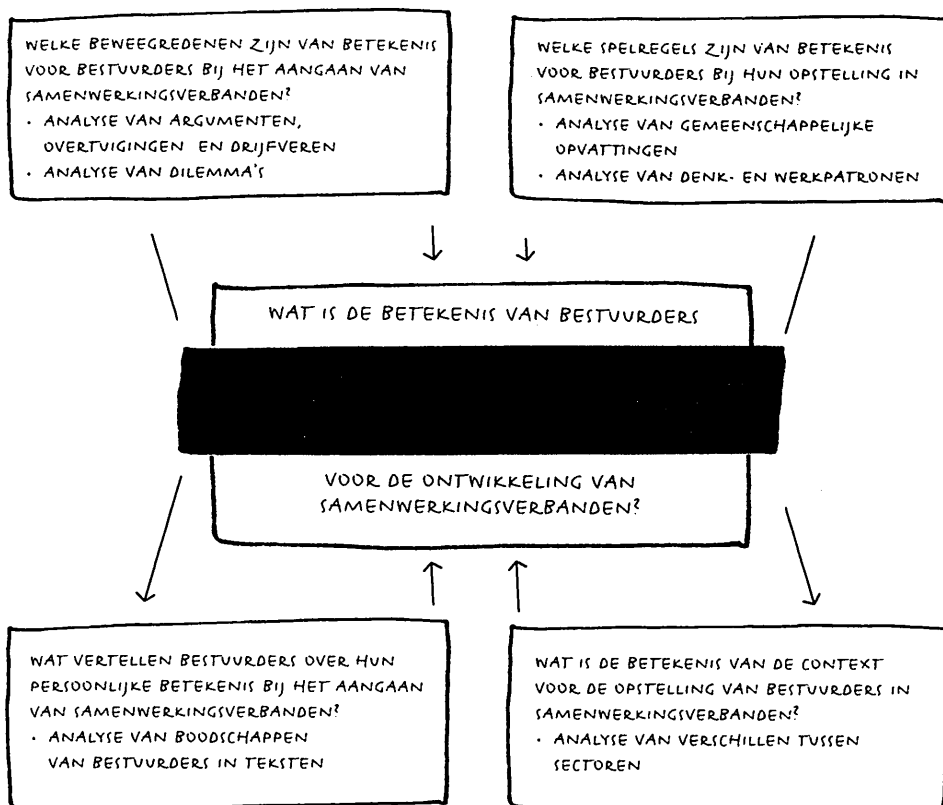 WELKE BEWEEGREDENEN ZIJN VAN BETEKENIS
VOOR BESTUURDERS BIJ HET AANGAAN VAN
SAMENWERKINGSVERBANDEN?
· ANALYSE VAN ARGUMENTEN,
OVERTUIGINGEN EN DRIJFVEREN
· ANALYSE VAN DILEMMA'S
WELKE SPELREGELS ZIJN VAN BETEKENIS
VOOR BESTUURDERS BIJ HUN OPSTELLING IN
SAMENWERKINGSVERBANDEN?
· ANALYSE VAN GEMEENSCHAPPELIJKE
OPVATTINGEN
· ANALYSE VAN DENK- EN WERKPATRONEN
WAT IS DE BETEKENIS VAN BESTUURDERS
VOOR DE ONTWIKKELING VAN
SAMENWERKINGSVERBANDEN?
WAT VERTELLEN BESTUURDERS OVER HUN
PERSOONLIJKE BETEKENIS BIJ HET AANGAAN
VAN SAMENWERKINGSVERBANDEN?
· ANALYSE VAN BOODSCHAPPEN
VAN BESTUURDERS IN TEKSTEN
WAT IS DE BETEKENIS VAN DE CONTEXT
VOOR DE OPSTELLING VAN BESTUURDERS IN
SAMENWERKINGSVERBANDEN?
· ANALYSE VAN VERSCHILLEN TUSSEN
SECTOREN